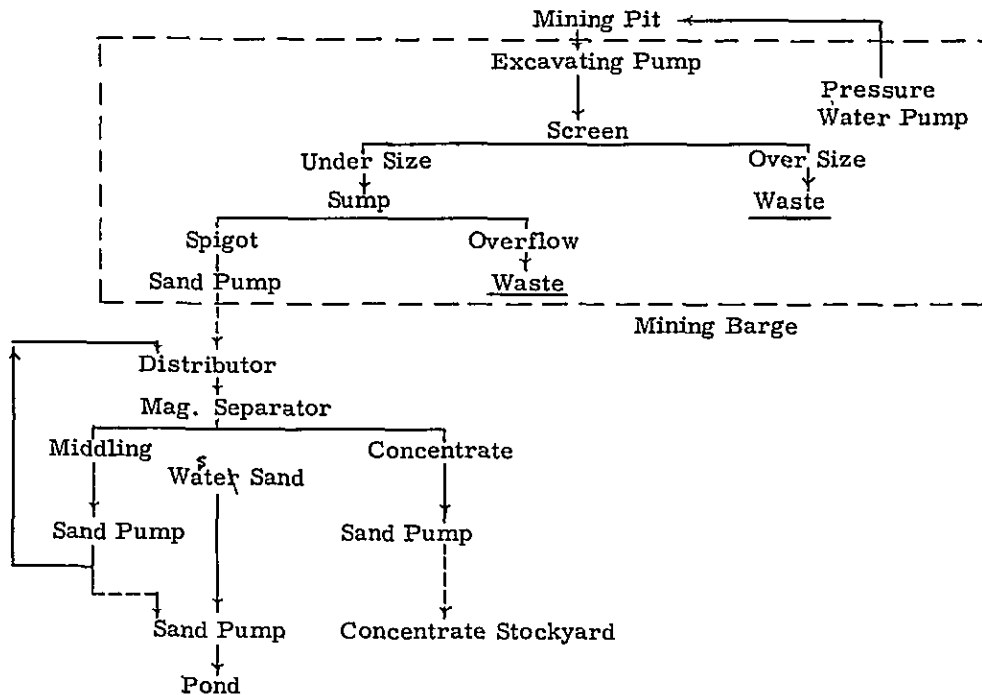 Mining Pit
Excavating Pump
Pressure
Water Pump
Screen
Under Size
Over Size
Sump
Waste
Spigot
Overflow
Sand Pump
Waste
Mining Barge
Distributor
Mag. Separator
Middling
Concentrate
s
Water Sand
Sand Pump
Sand Pump
Sand Pump
Concentrate Stockyard
Pond